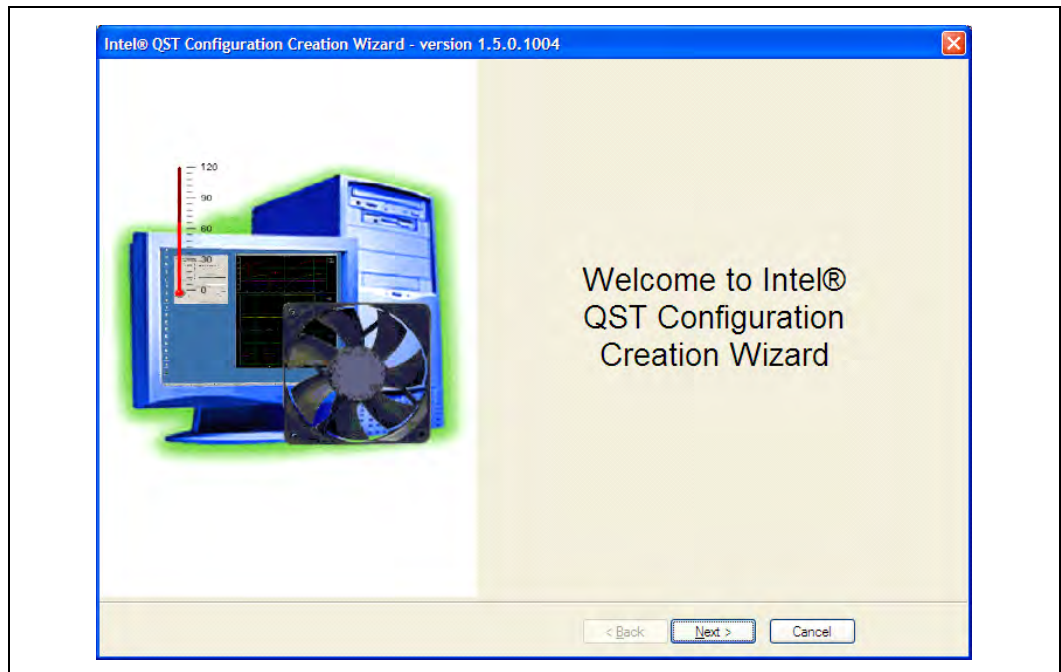 Intel® QST Configuration Creation Wizard - version 1.5.0.1004
120
90
60
30
0
Welcome to Intel®
QST Configuration
Creation Wizard
< Back
Next >
Cancel